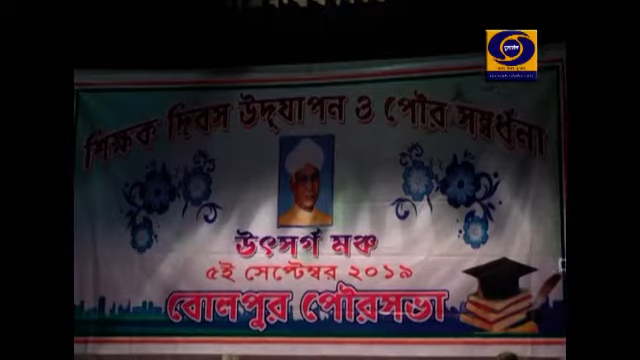 শিক্ষক দিবস উদ্‌যাপন ও পৌর সম্বর্ধনা
উৎসর্গ মঞ্চ
৫ই সেপ্টেম্বর ২০১৯
বোলপুর পৌরসভা